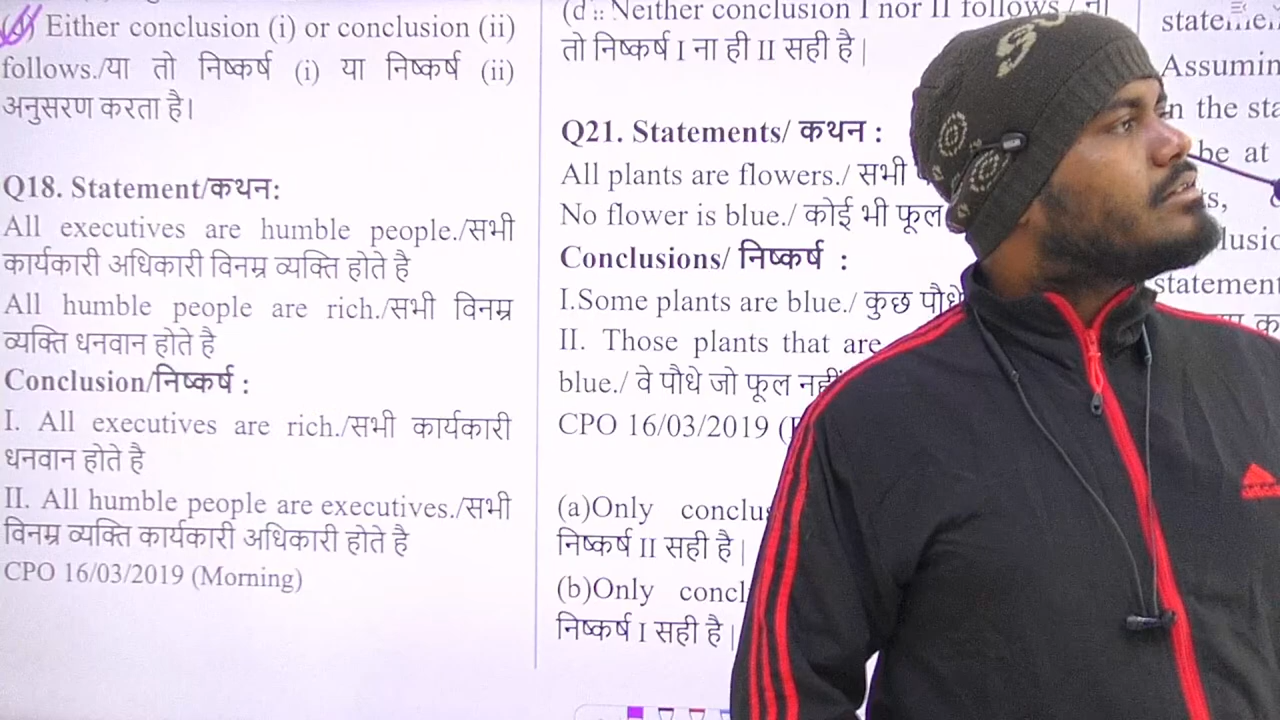 Either conclusion (i) or conclusion (ii)
follows./या तो निष्कर्ष (i) या निष्कर्ष (ii)
अनुसरण करता है।
Q18. Statement/कथन:
All executives are humble people./सभी
कार्यकारी अधिकारी विनम्र व्यक्ति होते है
All humble people are rich./सभी विनम्र
व्यक्ति धनवान होते है
Conclusion/निष्कर्ष :
I. All executives are rich./सभी कार्यकारी
धनवान होते है
II. All humble people are executives./सभी
विनम्र व्यक्ति कार्यकारी अधिकारी होते है
CPO 16/03/2019 (Morning)
Neither conclusion I nor II follows./ ना
तो निष्कर्ष I ना ही II सही है |
Q21. Statements/ कथन :
All plants are flowers./ सभी
No flower is blue./ कोई भी फूल
Conclusions/ निष्कर्ष :
I.Some plants are blue./ कुछ पौधे
II. Those plants that are
blue./ वे पौधे जो फूल नहीं
CPO 16/03/2019
(a)Only
निष्कर्ष II सही है |
(b)Only
निष्कर्ष I सही है |
in the
be at
statement